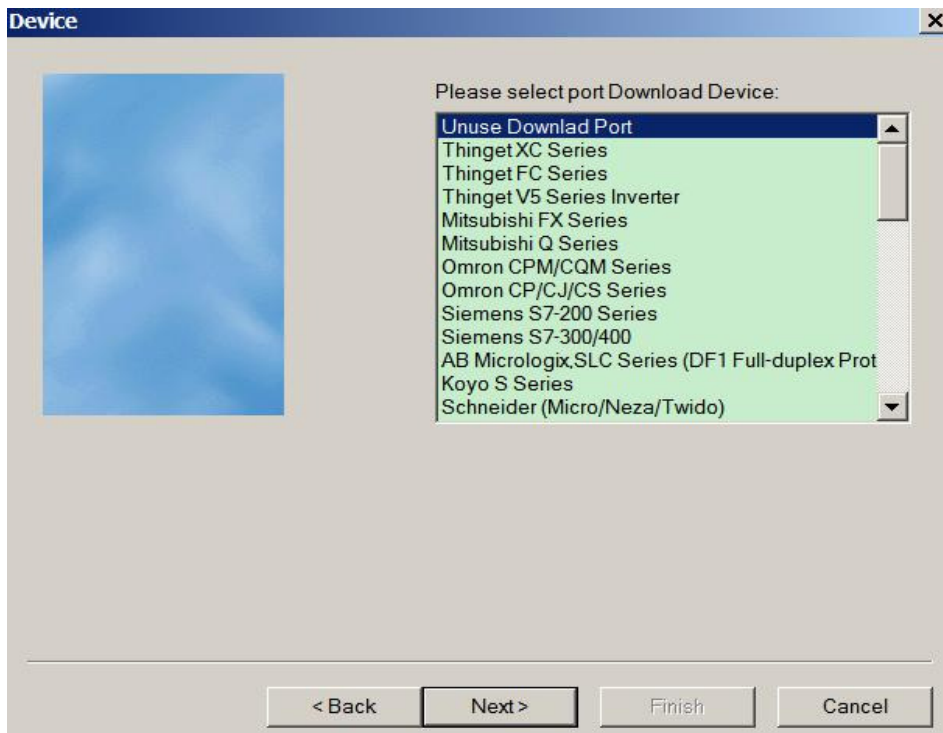 Device
Please select port Download Device:
Unuse Downlad Port
Thinget XC Series
Thinget FC Series
Thinget V5 Series Inverter
Mitsubishi FX Series
Mitsubishi Q Series
Omron CPM/CQM Series
Omron CP/CJ/CS Series
Siemens S7-200 Series
Siemens S7-300/400
AB Micrologix,SLC Series (DF1 Full-duplex Prot
Koyo S Series
Schneider (Micro/Neza/Twido)
< Back
Next >
Finish
Cancel